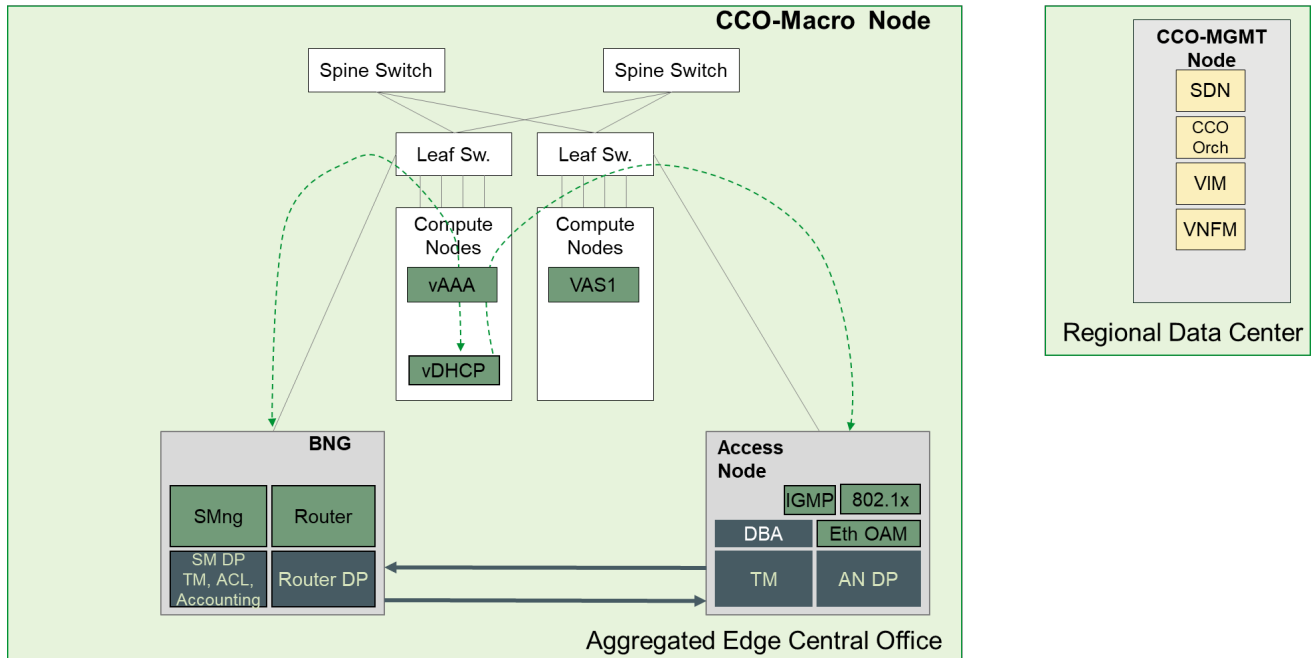 CCO-Macro Node
Spine Switch
Spine Switch
Leaf Sw.
Leaf Sw.
Compute
Nodes
Compute
Nodes
vAAA
VAS1
vDHCP
BNG
SMng
Router
SM DP
TM, ACL,
Accounting
Router DP
Access
Node
IGMP
802.1x
DBA
Eth OAM
TM
AN DP
Aggregated Edge Central Office
CCO-MGMT
Node
SDN
CCO
Orch
VIM
VNFM
Regional Data Center